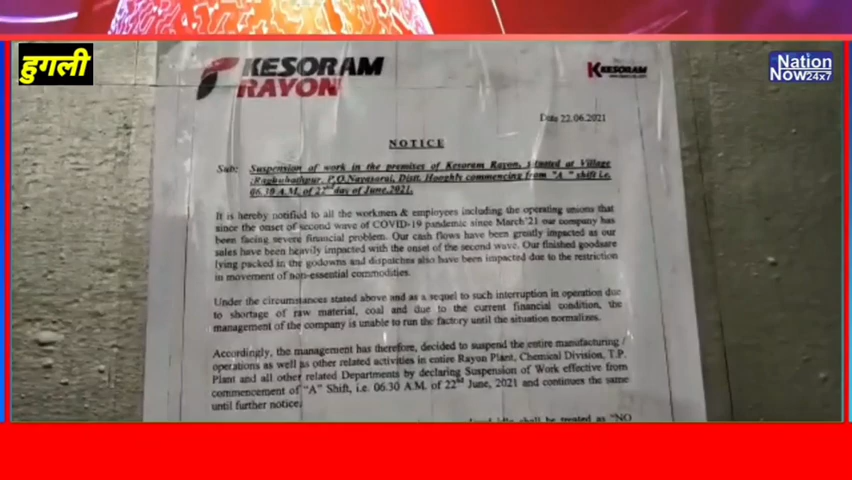 हुगली
Nation
Now24x7
KESORAM
RAYON
KESORAM
Date 22.06.2021
NOTICE
Sub: Suspension of work in the premises of Kesoram Rayon, situated at Village
P.O.Nayasarai, Distt. Hooghly commencing from "A" shift i.e.
06.30 A.M. of 22nd day of June,2021.
It is hereby notified to all the workmen & employees including the operating unions that
since the onset of second wave of COVID-19 pandemic since March'21 our company has
been facing severe financial problem. Our cash flows have been greatly impacted as our
sales have been heavily impacted with the onset of the second wave. Our finished goodsare
lying packed in the godowns and dispatches also have been impacted due to the restriction
in movement of non-essential commodities.
Under the circumstances stated above and as a sequel to such interruption in operation due
to shortage of raw material, coal and due to the current financial condition, the
management of the company is unable to run the factory until the situation normalizes.
Accordingly, the management has therefore, decided to suspend the entire manufacturing /
operations as well as other related activities in entire Rayon Plant, Chemical Division, T.P.
Plant and all other related Departments by declaring Suspension of Work effective from
commencement of "A" Shift, i.e. 06.30 A.M. of 22nd June, 2021 and continues the same
until further notice.
idle shall be treated as "NO